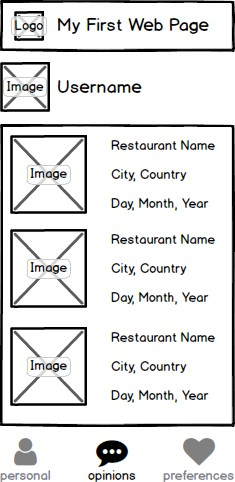 Logo My First Web Page
Image Username
Restaurant Name
Image City, Country
Day, Month, Year
Restaurant Name
Image City, Country
Day, Month, Year
Restaurant Name
Image City, Country
Day, Month, Year
personal opinions preferences